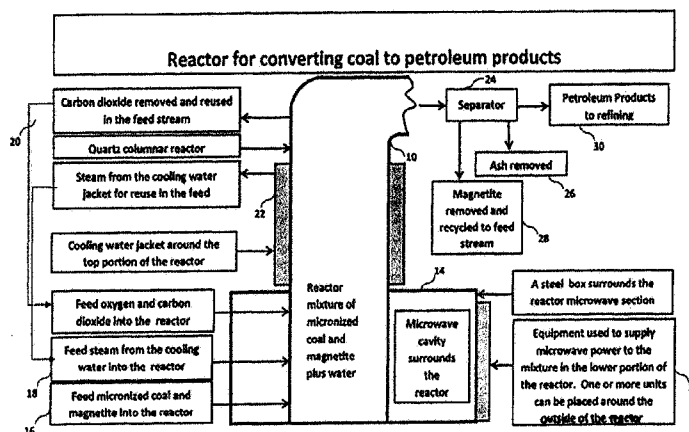 Reactor for converting coal to petroleum products
Carbon dioxide removed and reused
in the feed stream
20
Quartz columnar reactor
Steam from the cooling water
jacket for reuse in the feed
22
Cooling water jacket around the
top portion of the reactor
Feed oxygen and carbon
dioxide into the reactor
Feed steam from the cooling
water into the reactor
18
Feed micronized coal and
magnetite into the reactor
16
Reactor
mixture of
micronized
coal and
magnetite
plus water
10
24
Separator
Petroleum Products
to refining
30
Ash removed
26
Magnetite
removed and
recycled to feed
stream
28
14
Microwave
cavity
surrounds
the
reactor
A steel box surrounds the
reactor microwave section
Equipment used to supply
microwave power to the
mixture in the lower portion of
the reactor. One or more units
can be placed around the
outside of the reactor